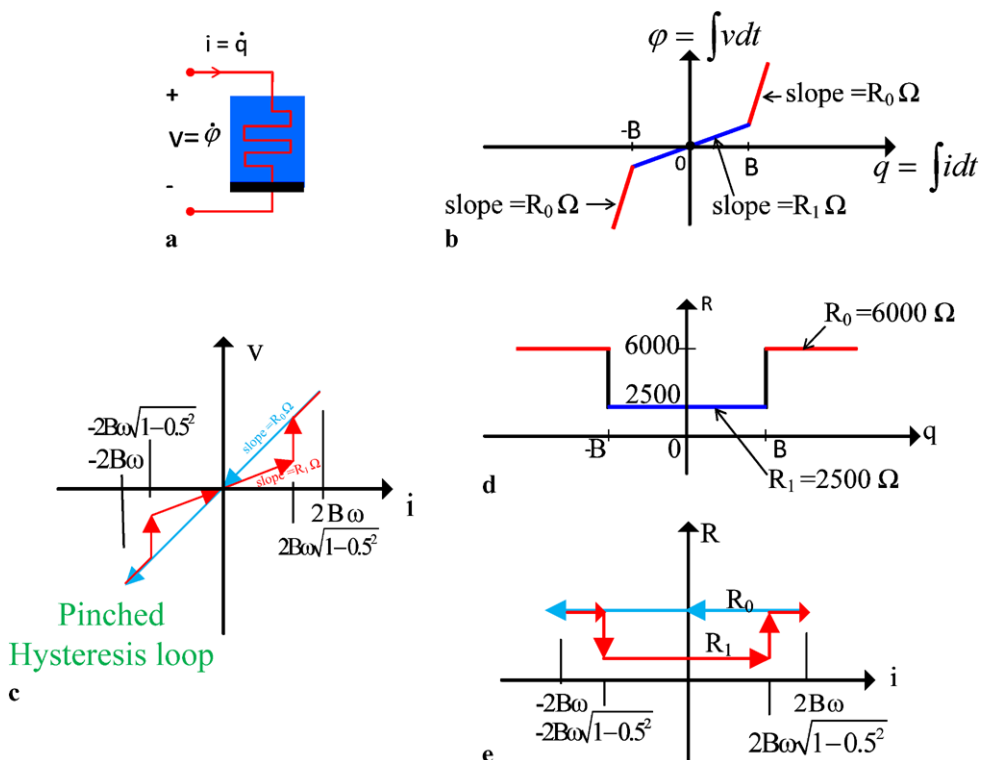 i = q̇
+
V = φ̇
-
a
φ = ∫vdt
slope =R₀ Ω
-B
0
B
q = ∫idt
slope =R₀ Ω
slope =R₁ Ω
b
V
-2Bω√1−0.5²
-2Bω
slope =R₀Ω
slope =R₁ Ω
i
2Bω
2Bω√1−0.5²
Pinched
Hysteresis loop
c
R
R₀=6000 Ω
6000
2500
-B
0
B
q
R₁ =2500 Ω
d
R
R₀
R₁
i
-2Bω
-2Bω√1−0.5²
2Bω
2Bω√1−0.5²
e